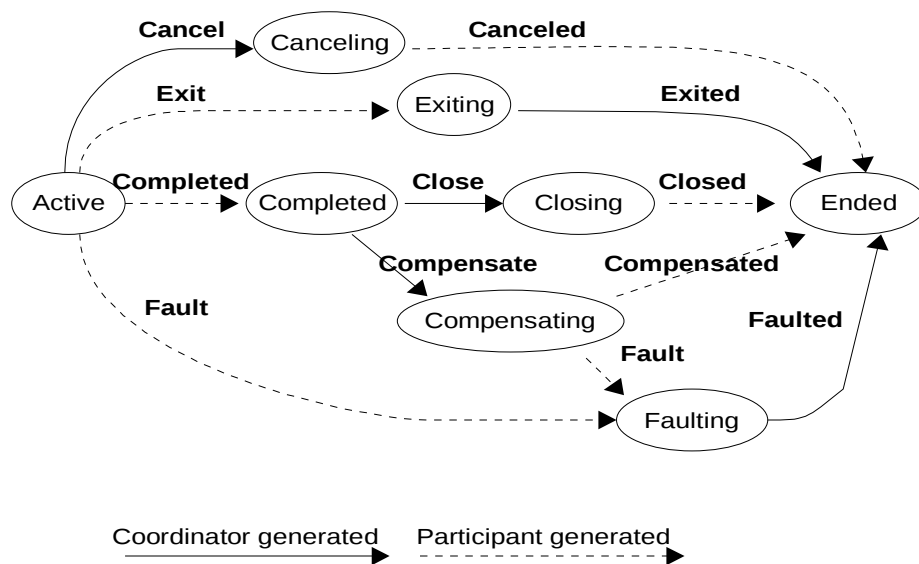 Cancel
Canceling
Canceled
Exit
Exiting
Exited
Active
Completed
Completed
Close
Closing
Closed
Ended
Compensate
Compensated
Compensating
Fault
Fault
Faulted
Faulting
Coordinator generated
Participant generated